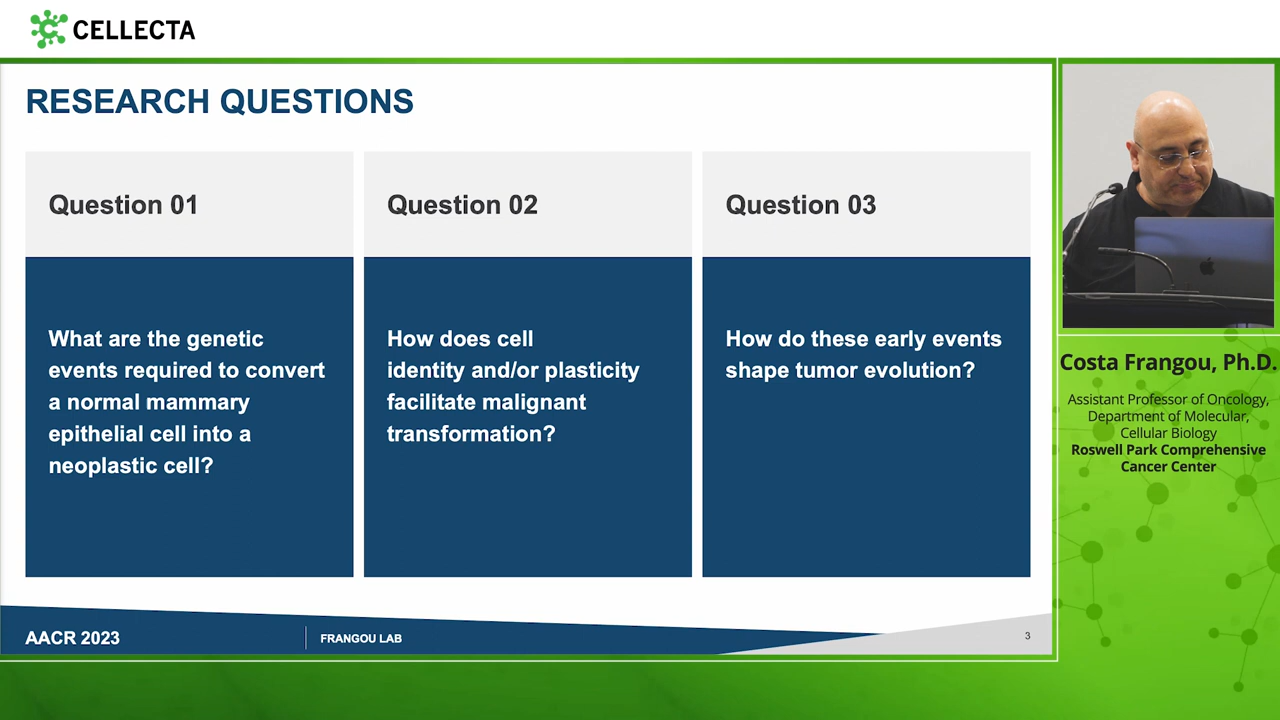 CELLECTA
RESEARCH QUESTIONS
Question 01
What are the genetic
events required to convert
a normal mammary
epithelial cell into a
neoplastic cell?
Question 02
How does cell
identity and/or plasticity
facilitate malignant
transformation?
Question 03
How do these early events
shape tumor evolution?
AACR 2023
FRANGOU LAB
3
Costa Frangou, Ph.D.
Assistant Professor of Oncology,
Department of Molecular,
Cellular Biology
Roswell Park Comprehensive
Cancer Center